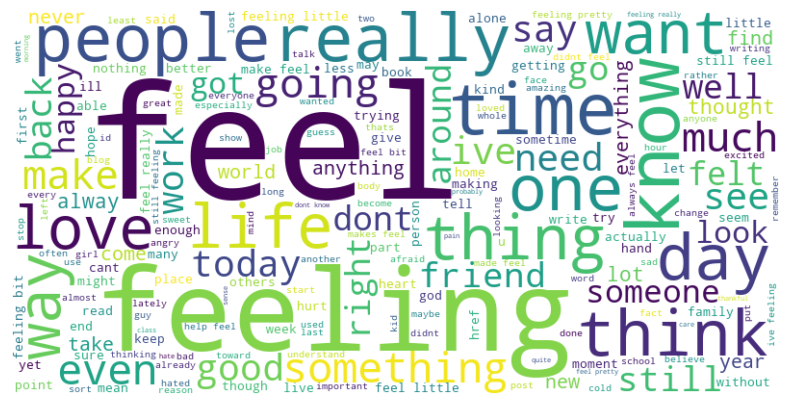 never least said feeling little lost two alone say want feeling pretty feeling really little
went morning people really away didnt feel find writing
nothing better make feel less may talk book getting face still feel
back happy ill got going around kind amazing go rather well
able made great everyone wanted trying time loved whole everything know thought
first hope id especially thats give sometime anyone much
blog feel show guess feel bit ive need hour excited
work job anything home let felt
make feel really world long making one always feel see
every still feeling sweet body become tell write try change remember
love alway mind dont know person looking u seem look
left stop enough life dont thing actually day
often girl angry makes feel part pain hand sad
use come many another afraid made feel word
cant today right friend lot
might place others heart someone
way almost lately start god family
feeling bit read guy hurt sense feeling href done fact put thankful ive feeling
end class help feel week used last maybe kid didnt think care
take keep understand moment school believe
yet sure thinking hate bad already toward quite year feel pretty
even good something new still
point sort mean hated reason though live important feel little post cold without